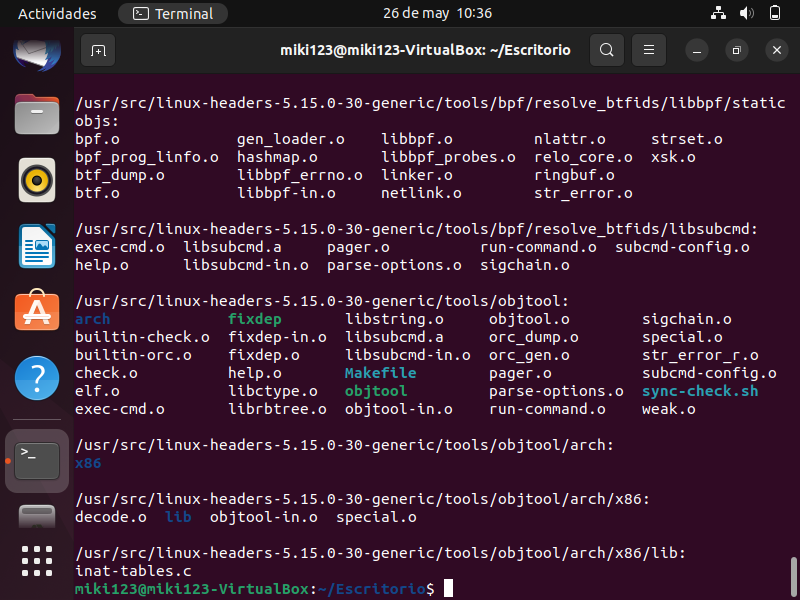 Actividades Terminal 26 de may 10:36
miki123@miki123-VirtualBox: ~/Escritorio
/usr/src/linux-headers-5.15.0-30-generic/tools/bpf/resolve_btfids/libbpf/static
objs:
bpf.o gen_loader.o libbpf.o nlattr.o strset.o
bpf_prog_linfo.o hashmap.o libbpf_probes.o relo_core.o xsk.o
btf_dump.o libbpf_errno.o linker.o ringbuf.o
btf.o libbpf-in.o netlink.o str_error.o
/usr/src/linux-headers-5.15.0-30-generic/tools/bpf/resolve_btfids/libsubcmd:
exec-cmd.o libsubcmd.a pager.o run-command.o subcmd-config.o
help.o libsubcmd-in.o parse-options.o sigchain.o
/usr/src/linux-headers-5.15.0-30-generic/tools/objtool:
arch fixdep libstring.o objtool.o sigchain.o
builtin-check.o fixdep-in.o libsubcmd.a orc_dump.o special.o
builtin-orc.o fixdep.o libsubcmd-in.o orc_gen.o str_error_r.o
check.o help.o Makefile pager.o subcmd-config.o
elf.o libctype.o objtool parse-options.o sync-check.sh
exec-cmd.o librbtree.o objtool-in.o run-command.o weak.o
/usr/src/linux-headers-5.15.0-30-generic/tools/objtool/arch:
x86
/usr/src/linux-headers-5.15.0-30-generic/tools/objtool/arch/x86:
decode.o lib objtool-in.o special.o
/usr/src/linux-headers-5.15.0-30-generic/tools/objtool/arch/x86/lib:
inat-tables.c
miki123@miki123-VirtualBox:~/Escritorio$